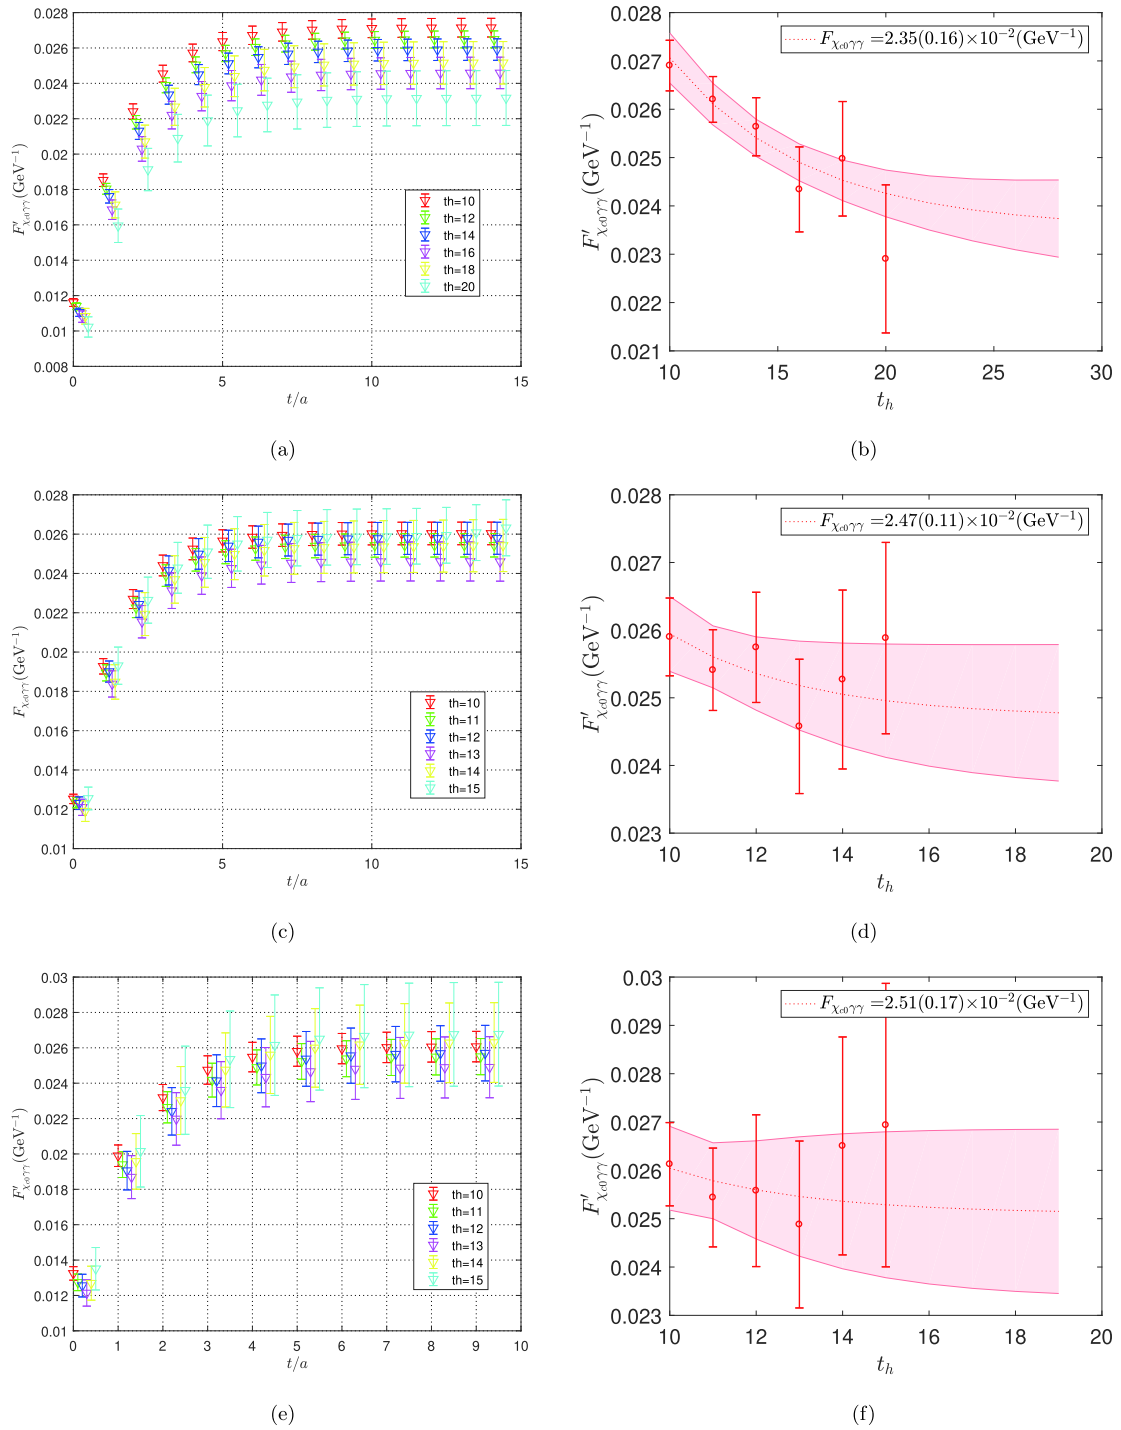 0.028
0.026
0.024
0.022
0.02
0.018
0.016
0.014
0.012
0.01
0.008
F′χc0γγ(GeV−1)
th=10
th=12
th=14
th=16
th=18
th=20
0 5 10 15
t/a
(a)
0.028
0.027
0.026
0.025
0.024
0.023
0.022
0.021
F′χc0γγ(GeV−1)
Fχc0γγ =2.35(0.16)×10−2(GeV−1)
10 15 20 25 30
th
(b)
0.028
0.026
0.024
0.022
0.02
0.018
0.016
0.014
0.012
0.01
Fχc0γγ(GeV−1)
th=10
th=11
th=12
th=13
th=14
th=15
0 5 10 15
t/a
(c)
0.028
0.027
0.026
0.025
0.024
0.023
F′χc0γγ(GeV−1)
Fχc0γγ =2.47(0.11)×10−2(GeV−1)
10 12 14 16 18 20
th
(d)
0.03
0.028
0.026
0.024
0.022
0.02
0.018
0.016
0.014
0.012
0.01
F′χc0γγ(GeV−1)
th=10
th=11
th=12
th=13
th=14
th=15
0 1 2 3 4 5 6 7 8 9 10
t/a
(e)
0.03
0.029
0.028
0.027
0.026
0.025
0.024
0.023
F′χc0γγ(GeV−1)
Fχc0γγ =2.51(0.17)×10−2(GeV−1)
10 12 14 16 18 20
th
(f)